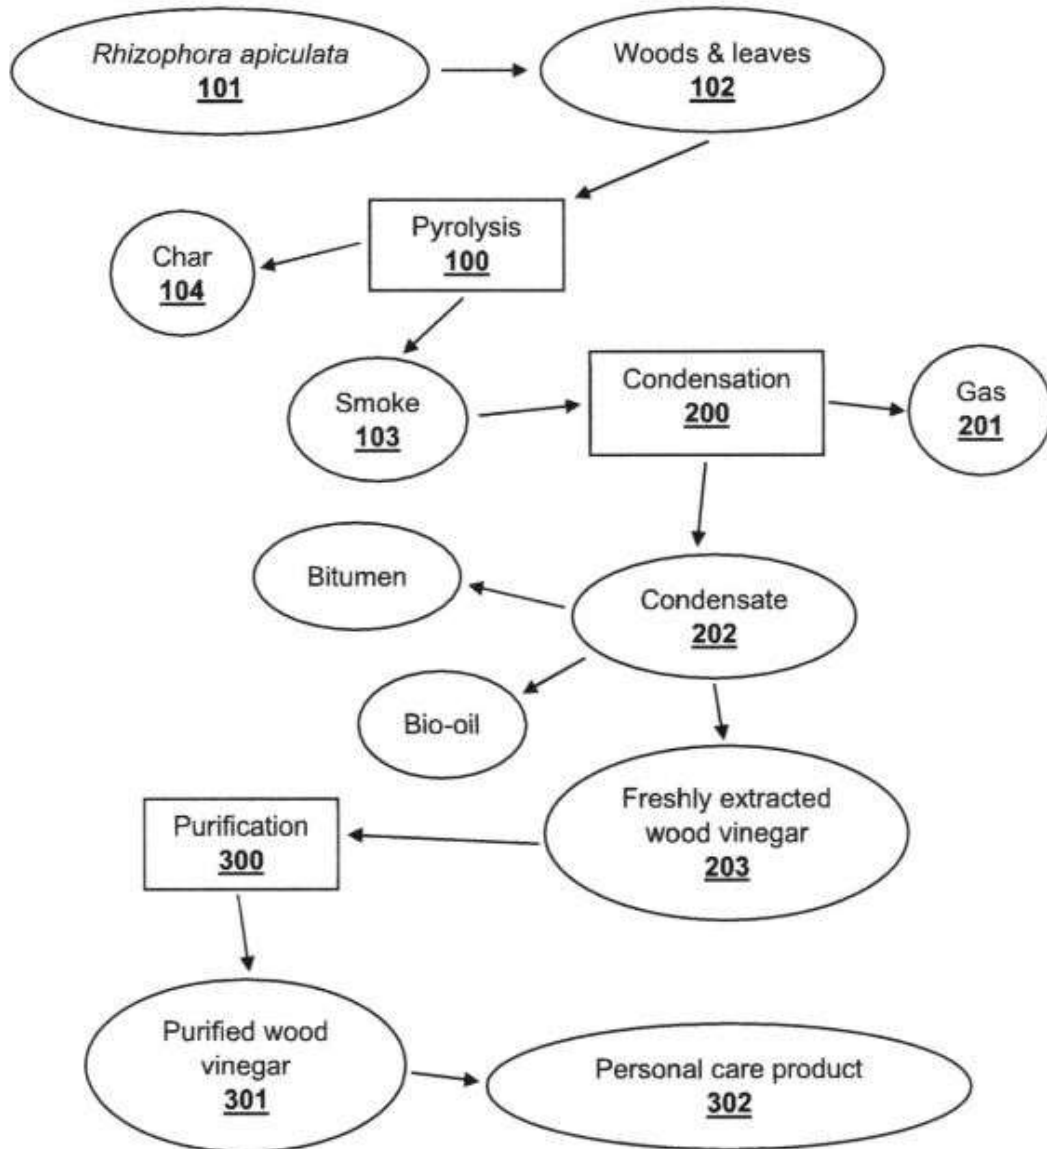 Rhizophora apiculata
101
Woods & leaves
102
Pyrolysis
100
Char
104
Smoke
103
Condensation
200
Gas
201
Bitumen
Condensate
202
Bio-oil
Freshly extracted
wood vinegar
203
Purification
300
Purified wood
vinegar
301
Personal care product
302